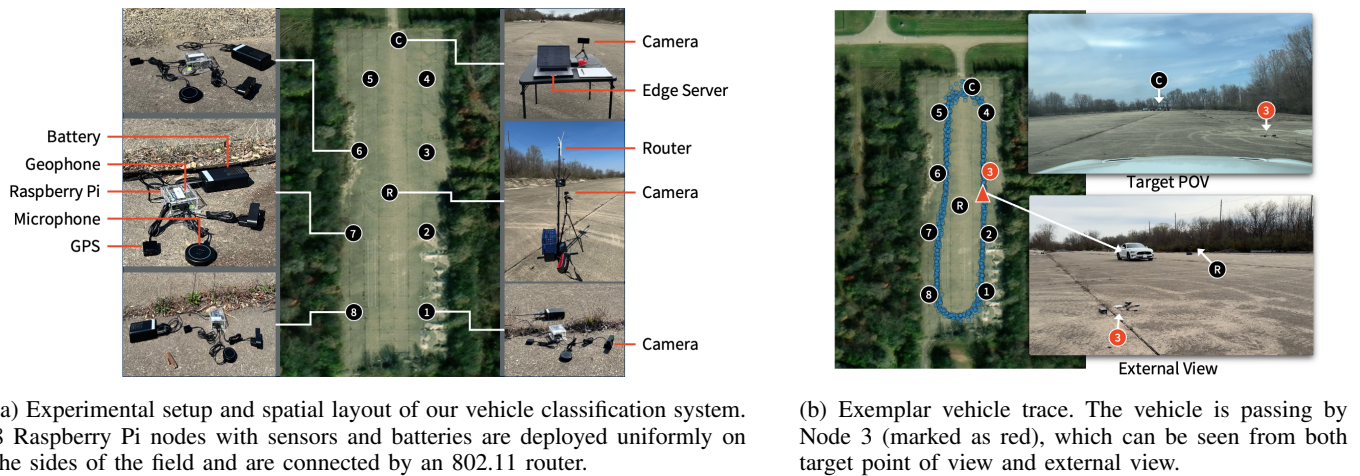 C
5
4
6
3
R
7
2
8
1
Battery
Geophone
Raspberry Pi
Microphone
GPS
Camera
Edge Server
Router
Camera
Camera
C
5
4
6
3
R
7
2
8
1
C
3
Target POV
R
3
External View
a) Experimental setup and spatial layout of our vehicle classification system.
8 Raspberry Pi nodes with sensors and batteries are deployed uniformly on
he sides of the field and are connected by an 802.11 router.
(b) Exemplar vehicle trace. The vehicle is passing by
Node 3 (marked as red), which can be seen from both
target point of view and external view.